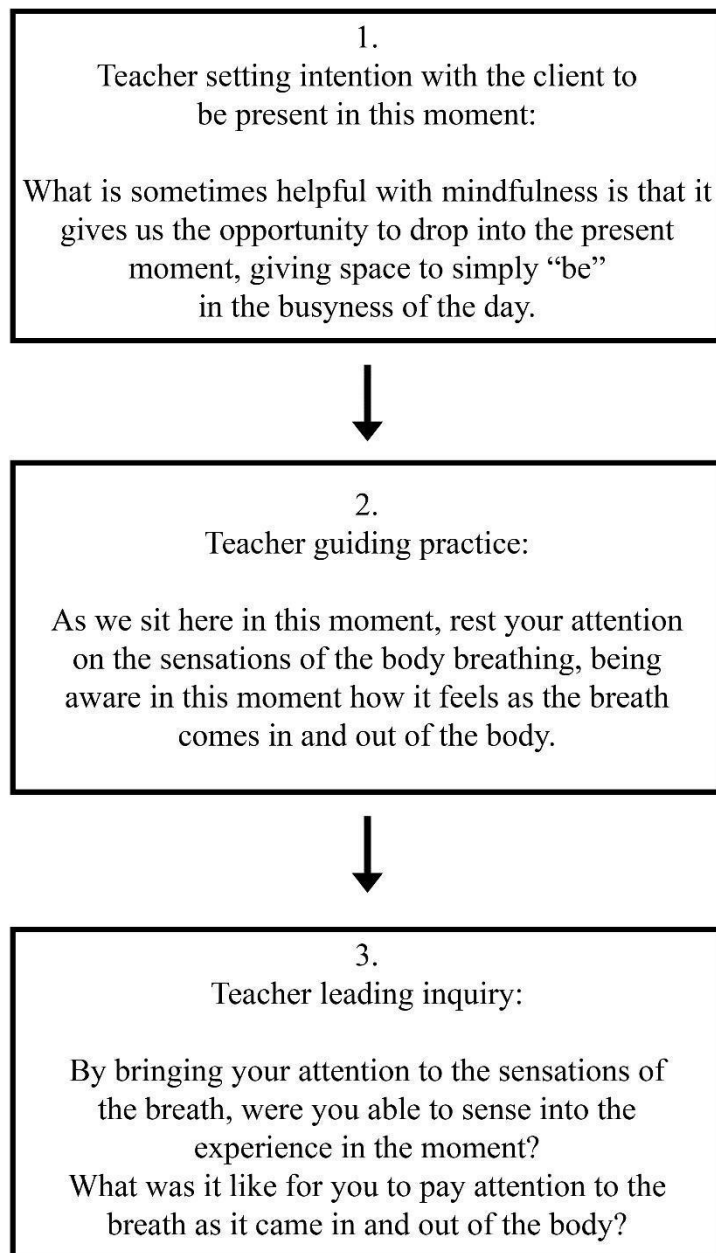 1.
Teacher setting intention with the client to
be present in this moment:
What is sometimes helpful with mindfulness is that it
gives us the opportunity to drop into the present
moment, giving space to simply “be”
in the busyness of the day.
2.
Teacher guiding practice:
As we sit here in this moment, rest your attention
on the sensations of the body breathing, being
aware in this moment how it feels as the breath
comes in and out of the body.
3.
Teacher leading inquiry:
By bringing your attention to the sensations of
the breath, were you able to sense into the
experience in the moment?
What was it like for you to pay attention to the
breath as it came in and out of the body?